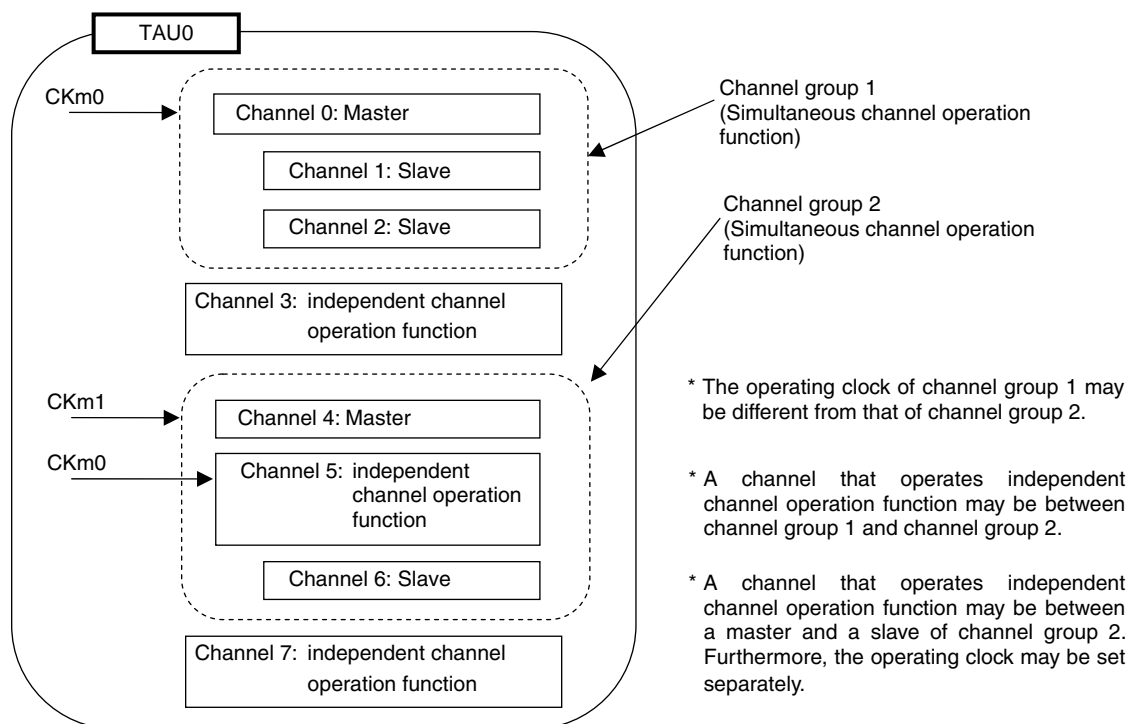 TAU0
CKm0
Channel 0: Master
Channel 1: Slave
Channel 2: Slave
Channel group 1
(Simultaneous channel operation
function)
Channel 3: independent channel
operation function
Channel group 2
(Simultaneous channel operation
function)
CKm1
Channel 4: Master
CKm0
Channel 5: independent
channel operation
function
Channel 6: Slave
Channel 7: independent channel
operation function
* The operating clock of channel group 1 may
be different from that of channel group 2.
* A channel that operates independent
channel operation function may be between
channel group 1 and channel group 2.
* A channel that operates independent
channel operation function may be between
a master and a slave of channel group 2.
Furthermore, the operating clock may be set
separately.